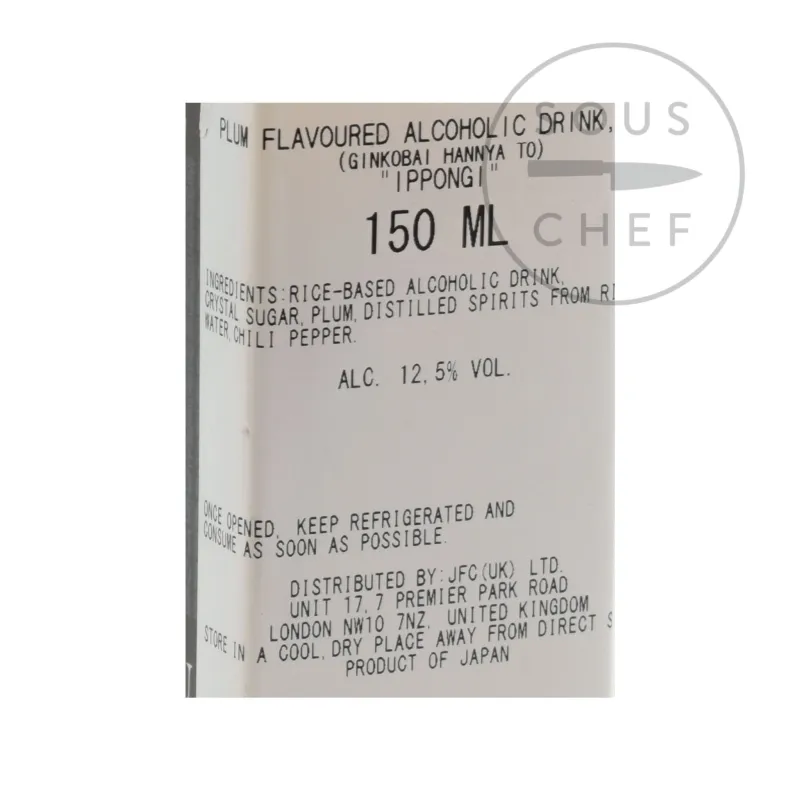 PLUM FLAVOURED ALCOHOLIC DRINK,
(GINKOBAI HANNYA TO)
"IPPONGI"
150 ML
INGREDIENTS:RICE-BASED ALCOHOLIC DRINK,
CRYSTAL SUGAR, PLUM, DISTILLED SPIRITS FROM
WATER, CHILI PEPPER.
ALC. 12,5% VOL.
ONCE OPENED, KEEP REFRIGERATED AND
CONSUME AS SOON AS POSSIBLE.
DISTRIBUTED BY:JFC(UK) LTD.
UNIT 17, 7 PREMIER PARK ROAD
LONDON NW10 7NZ, UNITED KINGDOM
STORE IN A COOL, DRY PLACE AWAY FROM DIRECT
PRODUCT OF JAPAN
SOUS
CHEF